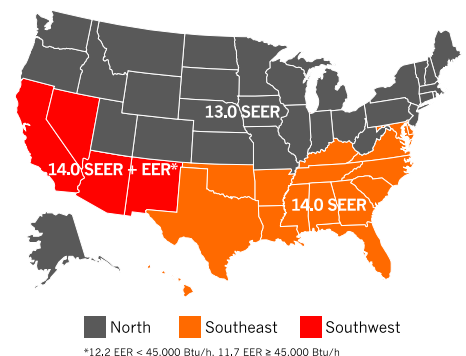 13.0 SEER
14.0 SEER + EER*
14.0 SEER
North
Southeast
Southwest
*12.2 EER < 45.000 Btu/h. 11.7 EER ≥ 45.000 Btu/h